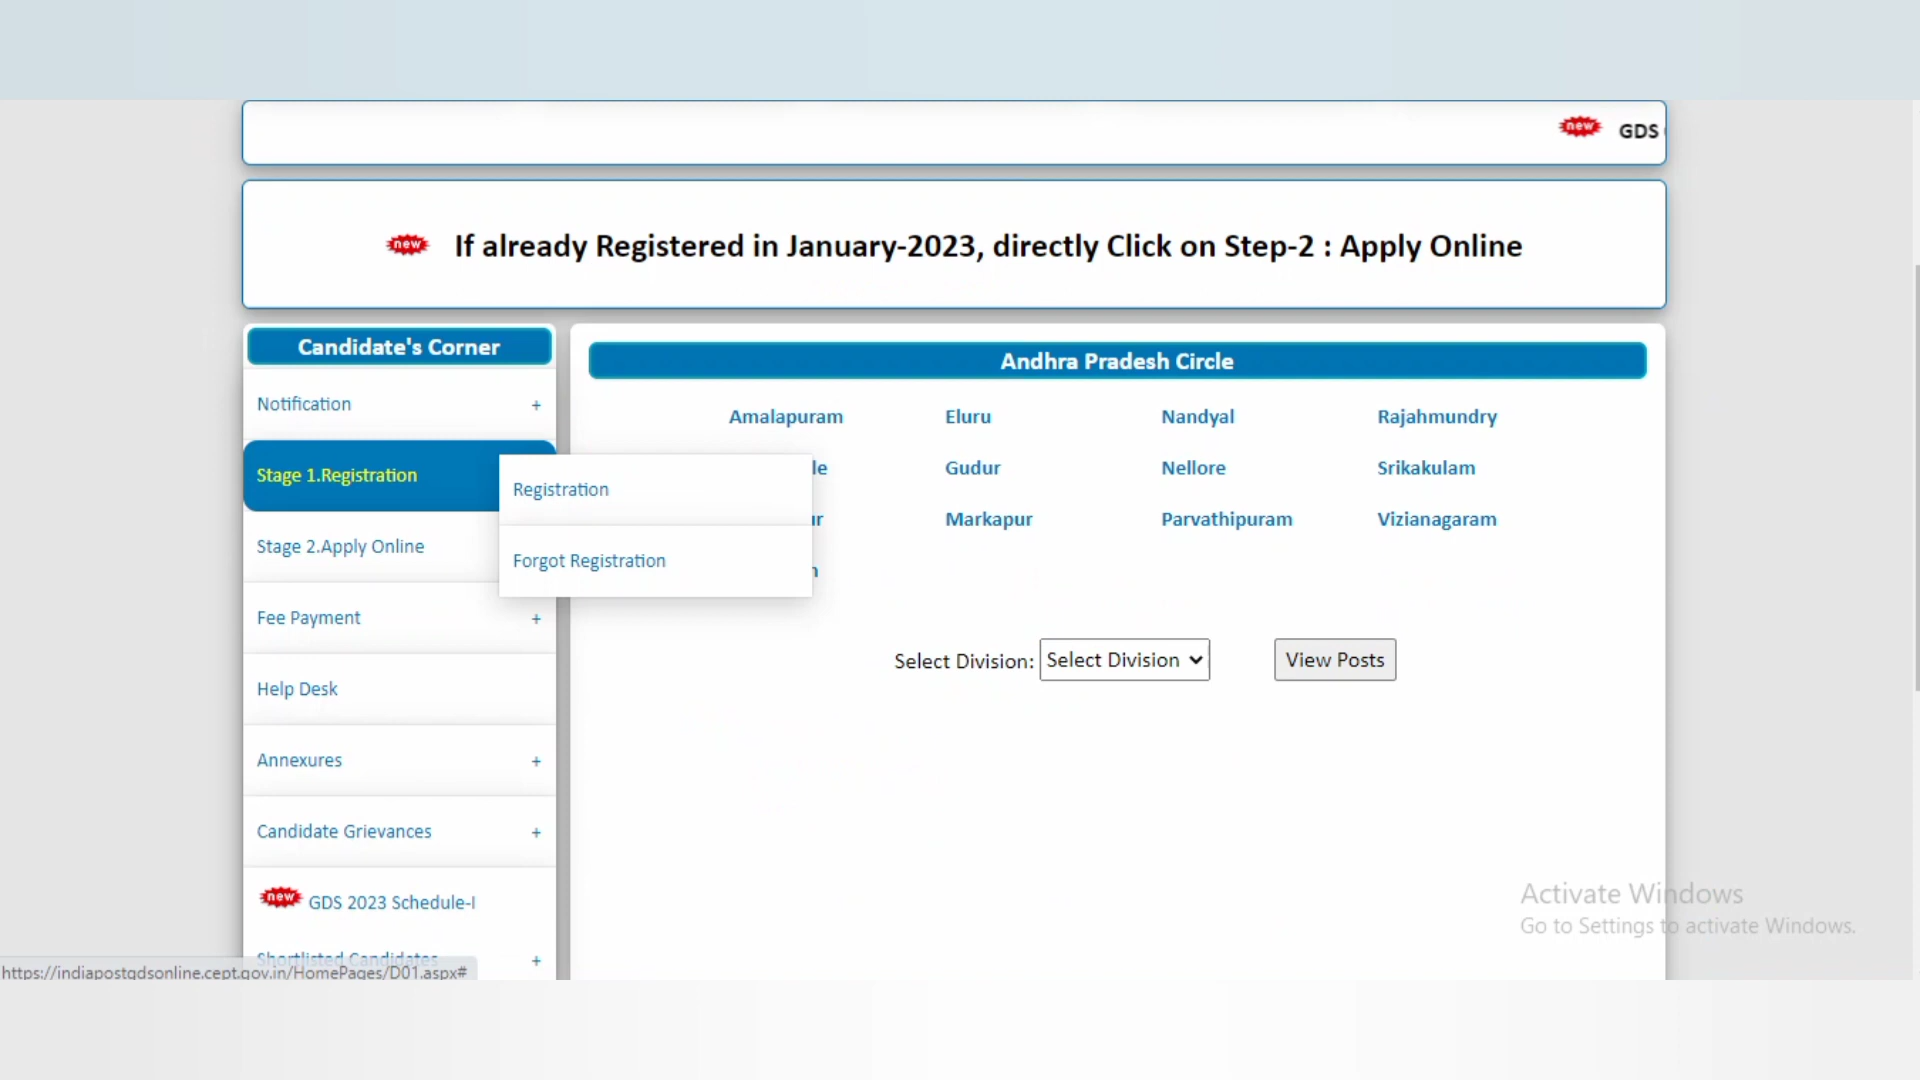 new GDS
new If already Registered in January-2023, directly Click on Step-2 : Apply Online
Candidate's Corner
Notification +
Stage 1.Registration
Registration
Forgot Registration
Stage 2.Apply Online
Fee Payment +
Help Desk
Annexures +
Candidate Grievances +
new GDS 2023 Schedule-I
Shortlisted Candidates +
Andhra Pradesh Circle
Amalapuram Eluru Nandyal Rajahmundry
le Gudur Nellore Srikakulam
Markapur Parvathipuram Vizianagaram
Select Division: Select Division View Posts
Activate Windows
Go to Settings to activate Windows.
https://indiapostgdsonline.cept.gov.in/HomePages/D01.aspx#